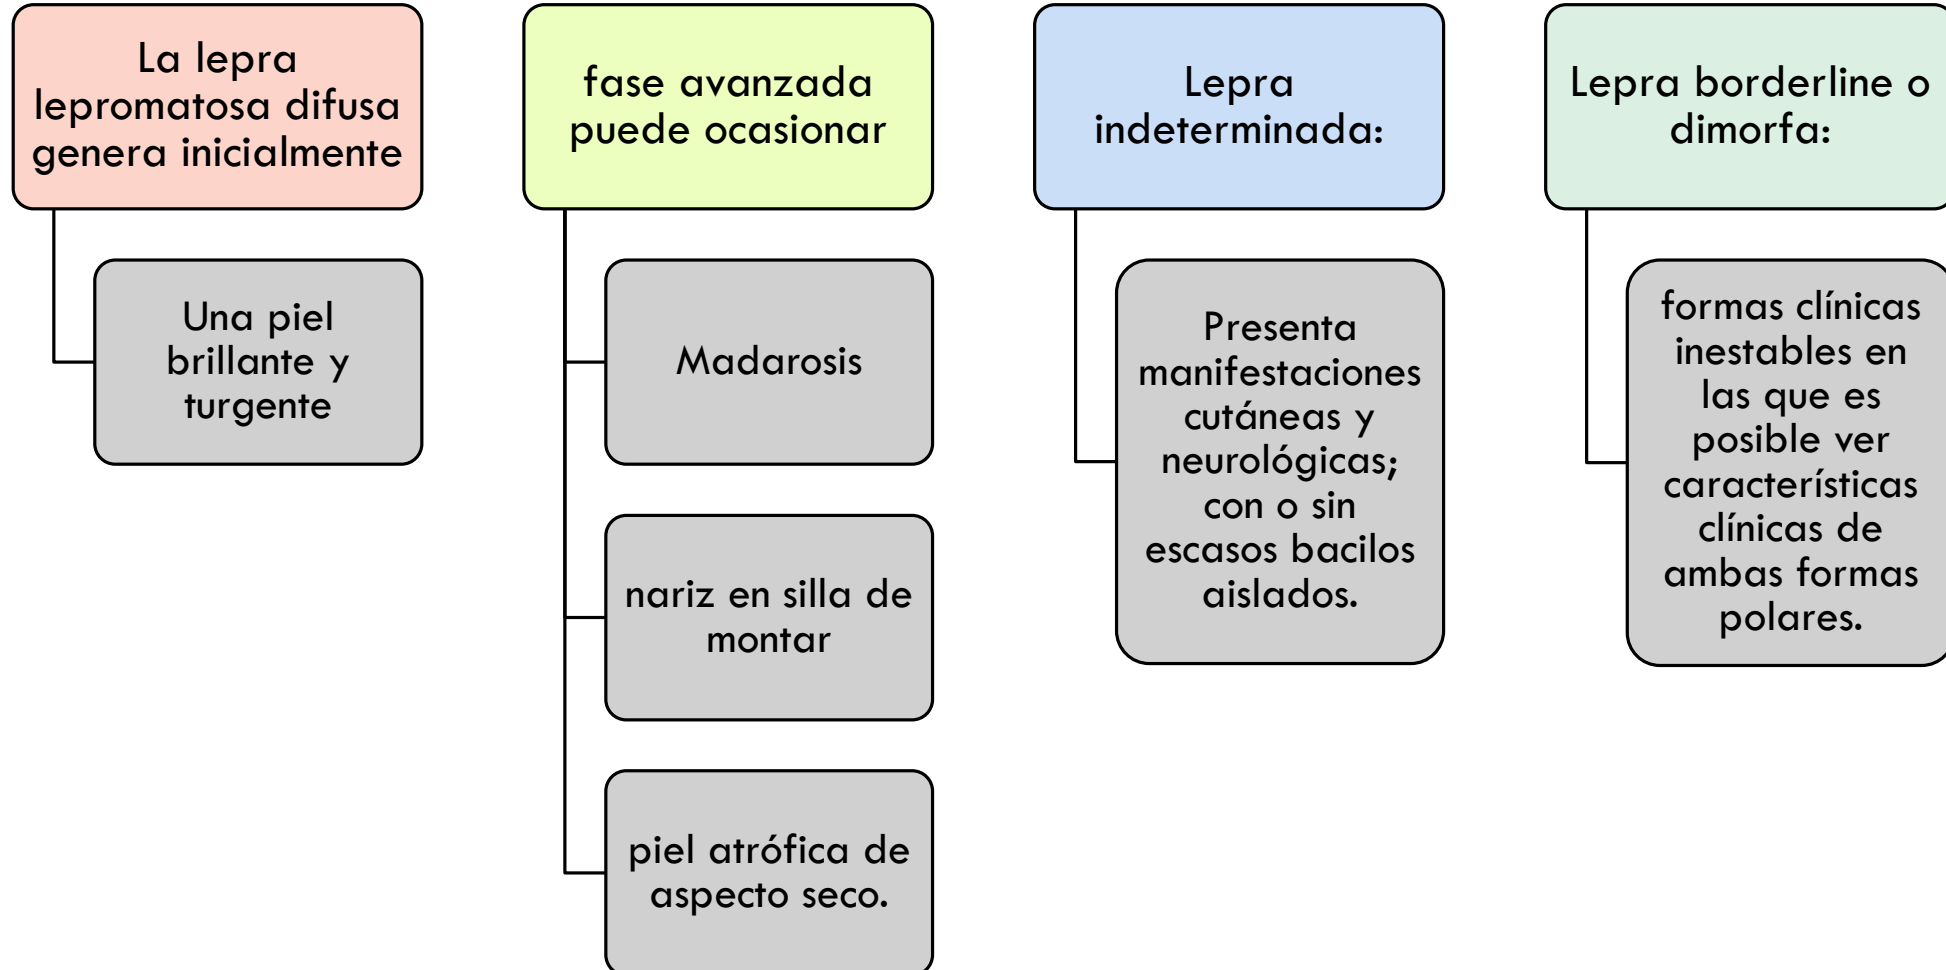 La lepra
lepromatosa difusa
genera inicialmente
Una piel
brillante y
turgente
fase avanzada
puede ocasionar
Madarosis
nariz en silla de
montar
piel atrófica de
aspecto seco.
Lepra
indeterminada:
Presenta
manifestaciones
cutáneas y
neurológicas;
con o sin
escasos bacilos
aislados.
Lepra borderline o
dimorfa:
formas clínicas
inestables en
las que es
posible ver
características
clínicas de
ambas formas
polares.